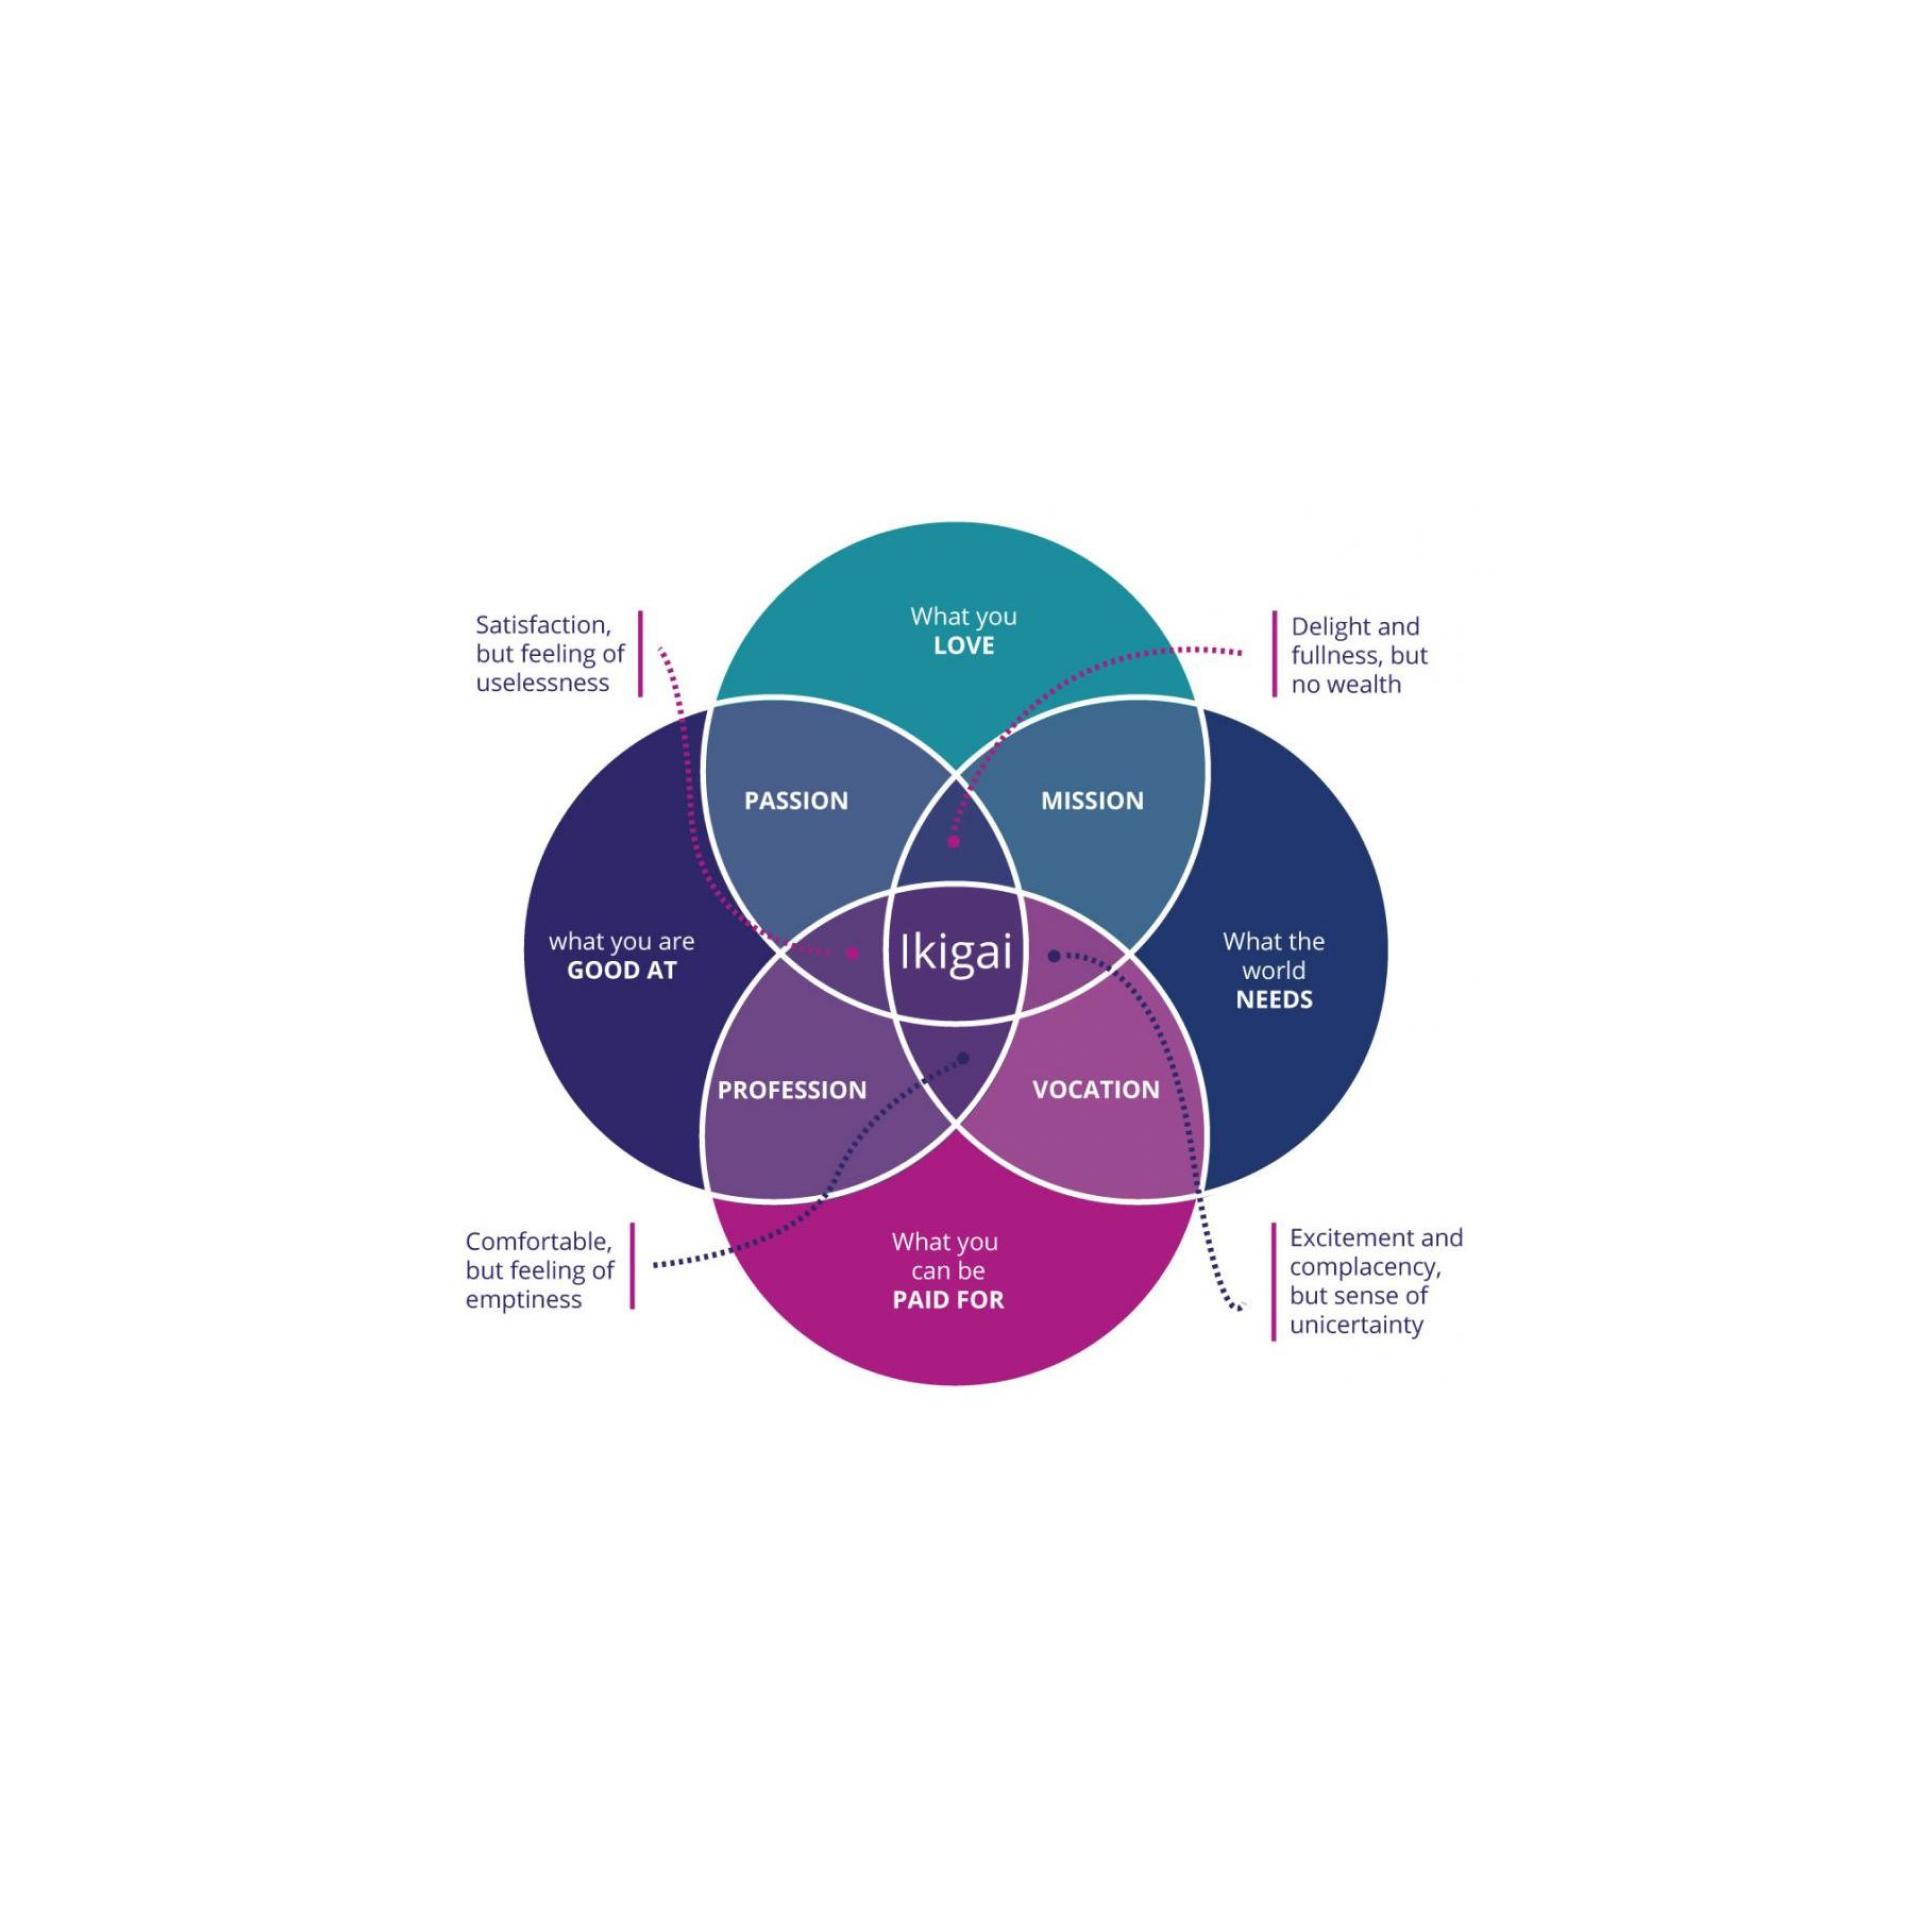 What you
LOVE
Satisfaction,
but feeling of
uselessness
Delight and
fullness, but
no wealth
PASSION
MISSION
what you are
GOOD AT
Ikigai
What the
world
NEEDS
PROFESSION
VOCATION
Comfortable,
but feeling of
emptiness
What you
can be
PAID FOR
Excitement and
complacency,
but sense of
unicertainty